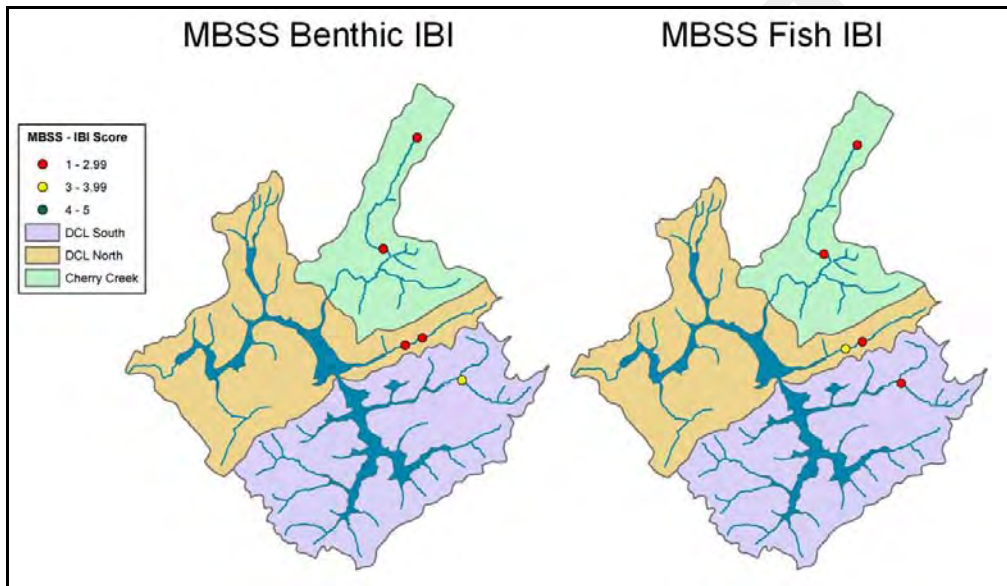 MBSS Benthic IBI
MBSS Fish IBI
MBSS - IBI Score
1 - 2.99
3 - 3.99
4 - 5
DCL South
DCL North
Cherry Creek